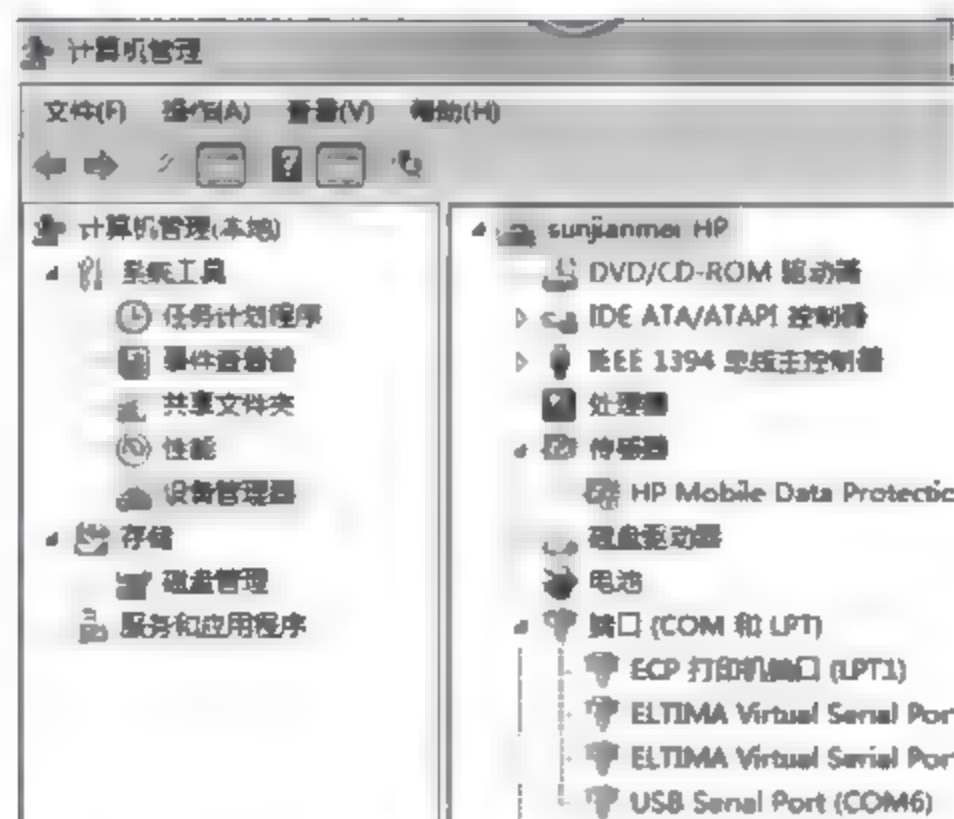 计算机管理
文件(F) 操作(A) 查看(V) 帮助(H)
计算机管理(本地)
系统工具
任务计划程序
事件查看器
共享文件夹
性能
设备管理器
存储
磁盘管理
服务和应用程序
sunjianmei HP
DVD/CD-ROM 驱动器
IDE ATA/ATAPI 控制器
IEEE 1394 总线主控制器
处理器
传感器
HP Mobile Data Protectic
磁盘驱动器
电池
端口 (COM 和 LPT)
ECP 打印机端口 (LPT1)
ELTIMA Virtual Serial Por
ELTIMA Virtual Serial Por
USB Serial Port (COM6)